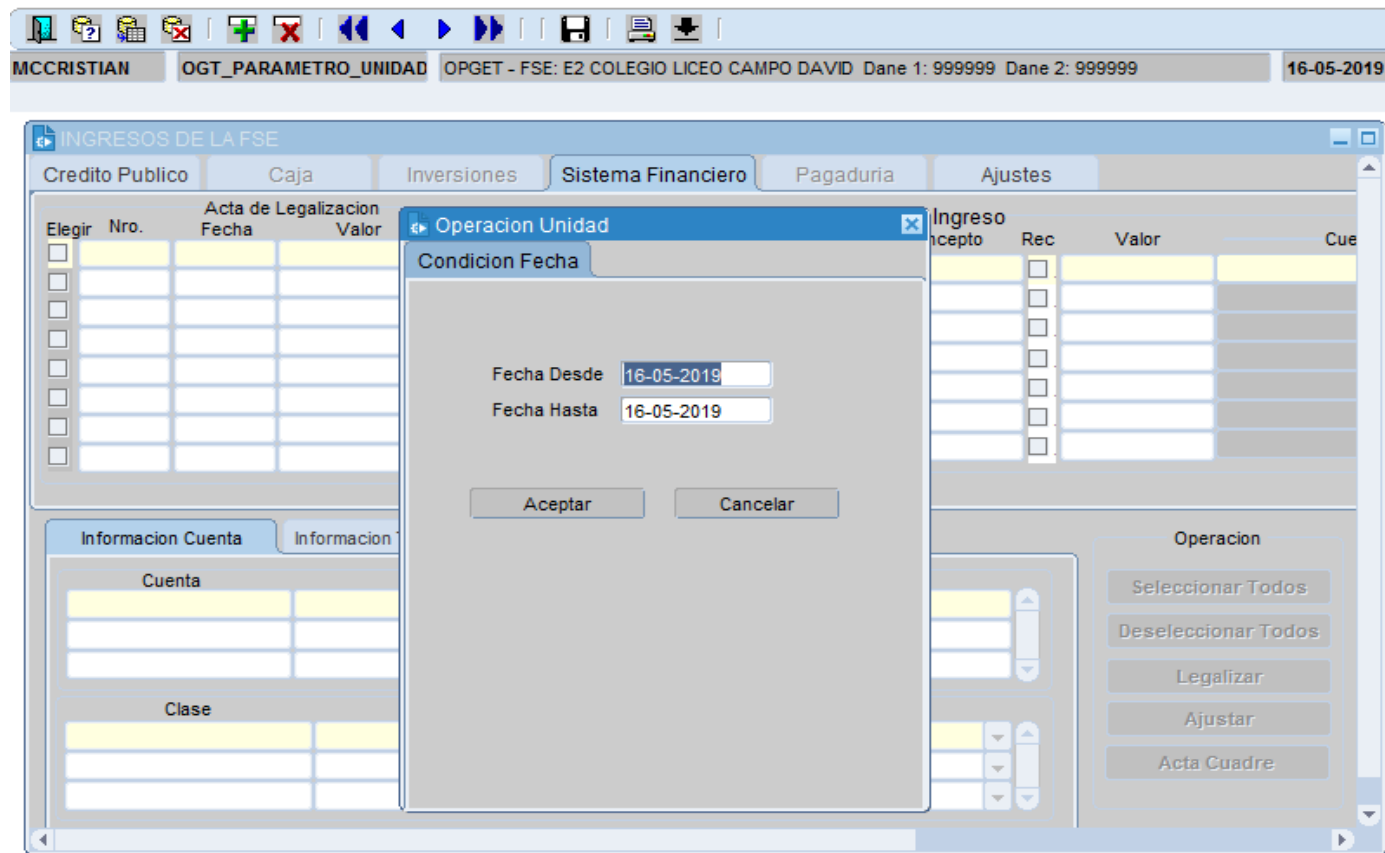 MCCRISTIAN OGT_PARAMETRO_UNIDAD OPGET - FSE: E2 COLEGIO LICEO CAMPO DAVID Dane 1: 999999 Dane 2: 999999 16-05-2019
INGRESOS DE LA FSE
Credito Publico Caja Inversiones Sistema Financiero Pagaduria Ajustes
Acta de Legalizacion
Elegir Nro. Fecha Valor
Ingreso
ncepto Rec Valor Cue
Operacion Unidad
Condicion Fecha
Fecha Desde 16-05-2019
Fecha Hasta 16-05-2019
Aceptar Cancelar
Informacion Cuenta Informacion
Cuenta
Clase
Operacion
Seleccionar Todos
Deseleccionar Todos
Legalizar
Ajustar
Acta Cuadre